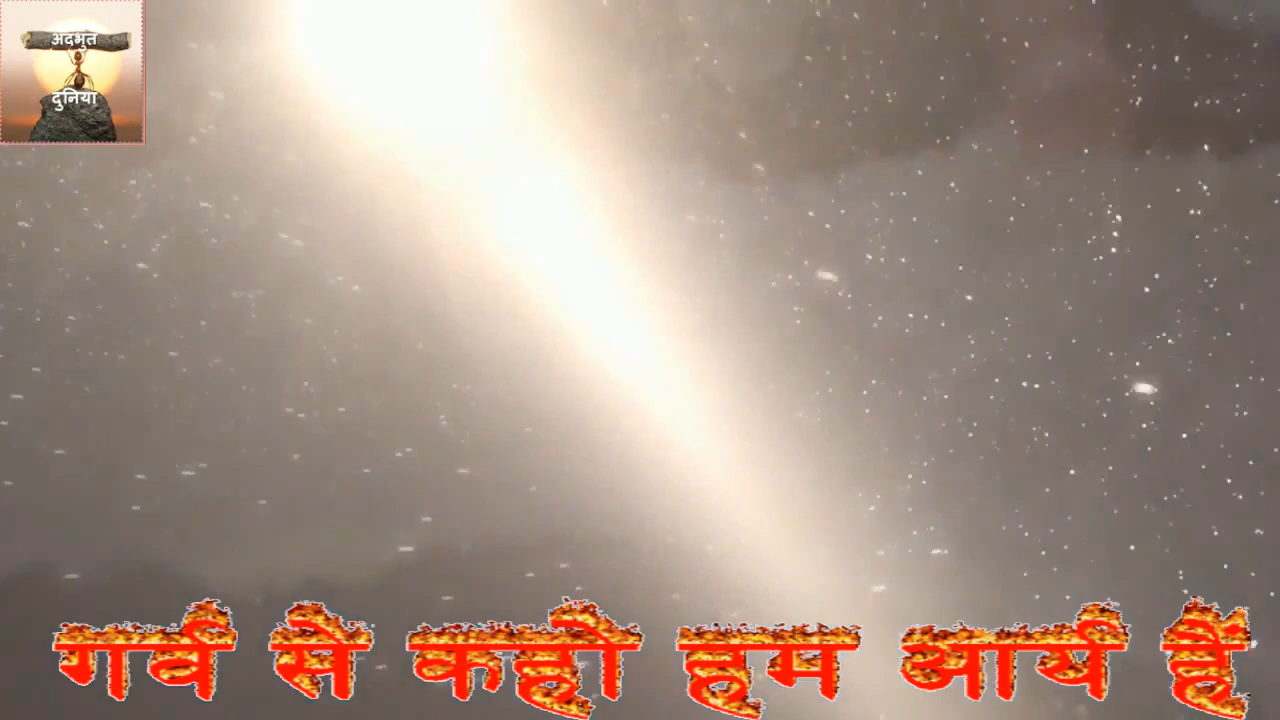 अदभुत
दुनिया
गर्व से कहो हम आर्य हैं